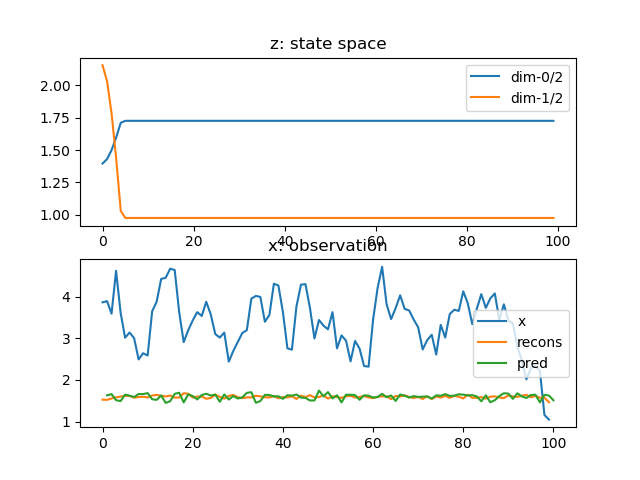 z: state space
2.00
1.75
1.50
1.25
1.00
dim-0/2
dim-1/2
0 20 40 60 80 100
x: observation
4
3
2
1
x
recons
pred
0 20 40 60 80 100